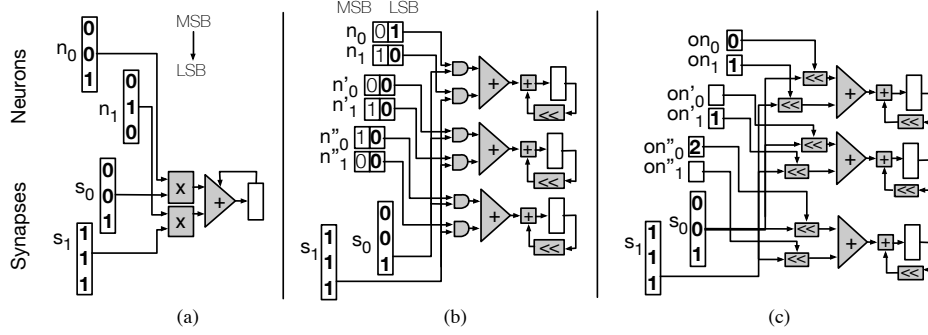 Neurons
Synapses
n0
0
0
1
MSB
LSB
n1
0
1
0
s0
0
0
1
s1
1
1
1
x
x
+
(a)
MSB LSB
n0 0 1
n1 1 0
n'0 0 0
n'1 1 0
n"0 1 0
n"1 0 0
s0
0
0
1
s1
1
1
1
+ +
<<
+ +
<<
+ +
<<
(b)
on0 0
on1 1
on'0
on'1 1
on"0 2
on"1
s0
0
0
1
s1
1
1
1
<<
<<
+ +
<<
<<
<<
+ +
<<
<<
<<
+ +
<<
(c)